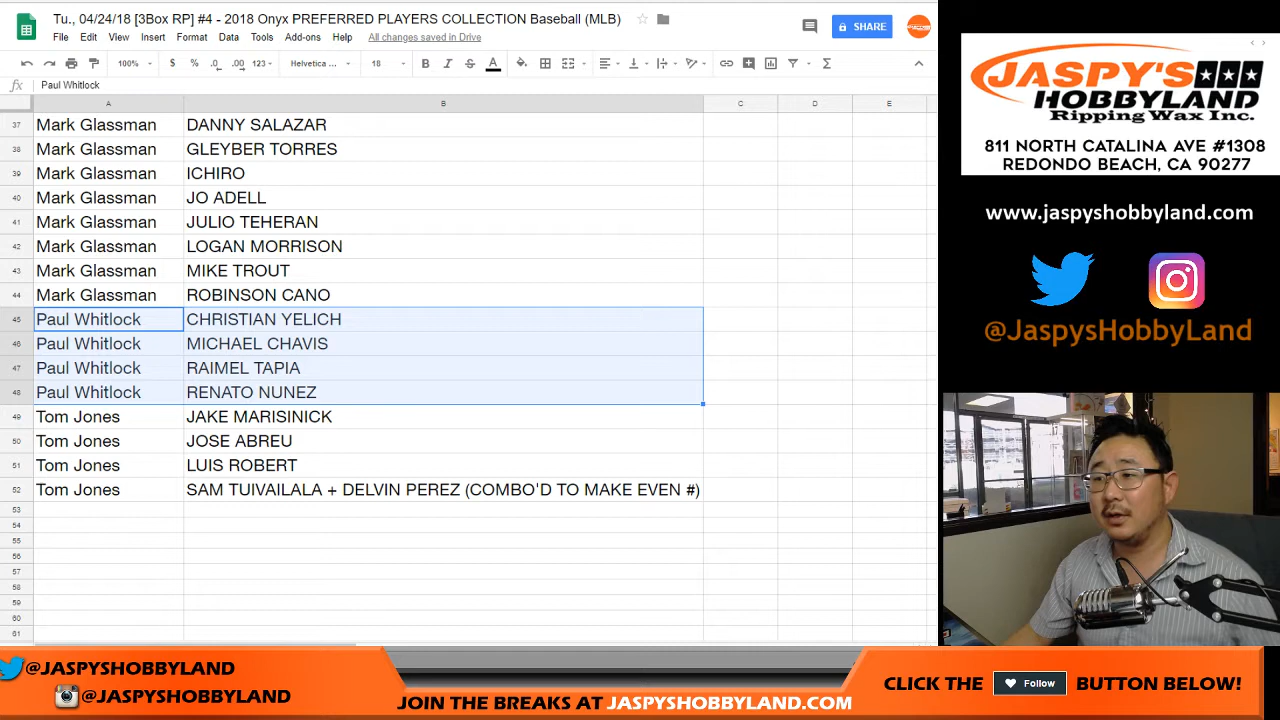 Tu., 04/24/18 [3Box RP] #4 - 2018 Onyx PREFERRED PLAYERS COLLECTION Baseball (MLB)
File Edit View Insert Format Data Tools Add-ons Help All changes saved in Drive
SHARE
100% $ % .0 .00 123 Helvetica ... 18 B I S A
fx Paul Whitlock
A B C D E
37 Mark Glassman DANNY SALAZAR
38 Mark Glassman GLEYBER TORRES
39 Mark Glassman ICHIRO
40 Mark Glassman JO ADELL
41 Mark Glassman JULIO TEHERAN
42 Mark Glassman LOGAN MORRISON
43 Mark Glassman MIKE TROUT
44 Mark Glassman ROBINSON CANO
45 Paul Whitlock CHRISTIAN YELICH
46 Paul Whitlock MICHAEL CHAVIS
47 Paul Whitlock RAIMEL TAPIA
48 Paul Whitlock RENATO NUNEZ
49 Tom Jones JAKE MARISINICK
50 Tom Jones JOSE ABREU
51 Tom Jones LUIS ROBERT
52 Tom Jones SAM TUIVAILALA + DELVIN PEREZ (COMBO'D TO MAKE EVEN #)
53
54
55
56
57
58
59
60
61
JASPY'S
HOBBYLAND
Ripping Wax Inc.
811 NORTH CATALINA AVE #1308
REDONDO BEACH, CA 90277
www.jaspyshobbyland.com
@JaspysHobbyLand
@JASPYSHOBBYLAND
@JASPYSHOBBYLAND
JOIN THE BREAKS AT JASPYSHOBBYLAND.COM
CLICK THE Follow BUTTON BELOW!